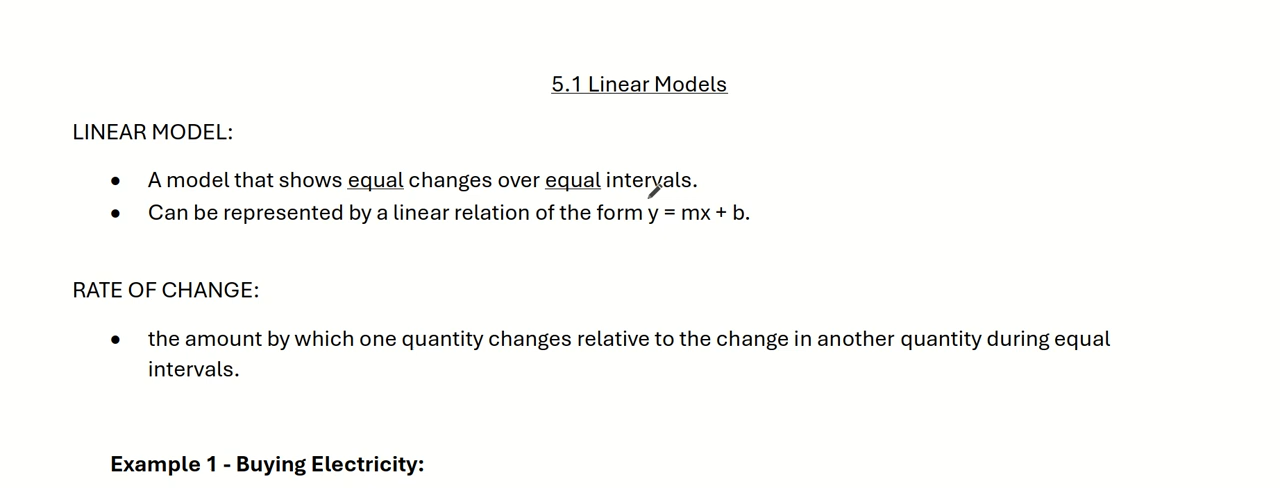 5.1 Linear Models
LINEAR MODEL:
• A model that shows equal changes over equal intervals.
• Can be represented by a linear relation of the form y = mx + b.
RATE OF CHANGE:
• the amount by which one quantity changes relative to the change in another quantity during equal
intervals.
Example 1 - Buying Electricity: